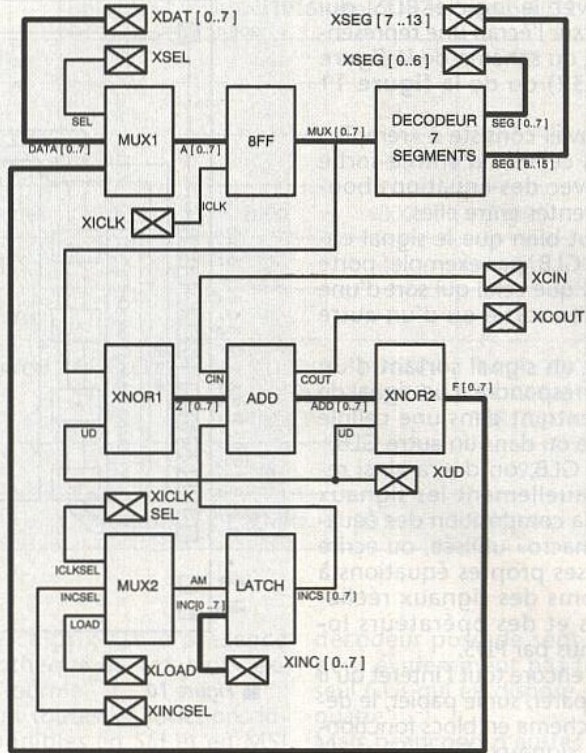 XDAT [ 0..7]
XSEG [ 7 ..13]
XSEL
XSEG [ 0..6]
SEL
MUX1
8FF
DECODEUR
7
SEGMENTS
DATA [ 0..7]
A [ 0..7]
MUX [ 0..7]
SEG [ 0..7]
SEG [ 8..15]
ICLK
XICLK
XCIN
XCOUT
XNOR1
CIN
ADD
COUT
XNOR2
F [ 0..7]
Z [ 0..7]
ADD [ 0..7]
UD
UD
XUD
XICLK
SEL
ICLKSEL
INCSEL
LOAD
MUX2
AM
INC[0 ..7]
LATCH
INCS [ 0..7]
XLOAD
XINC [ 0..7]
XINCSEL